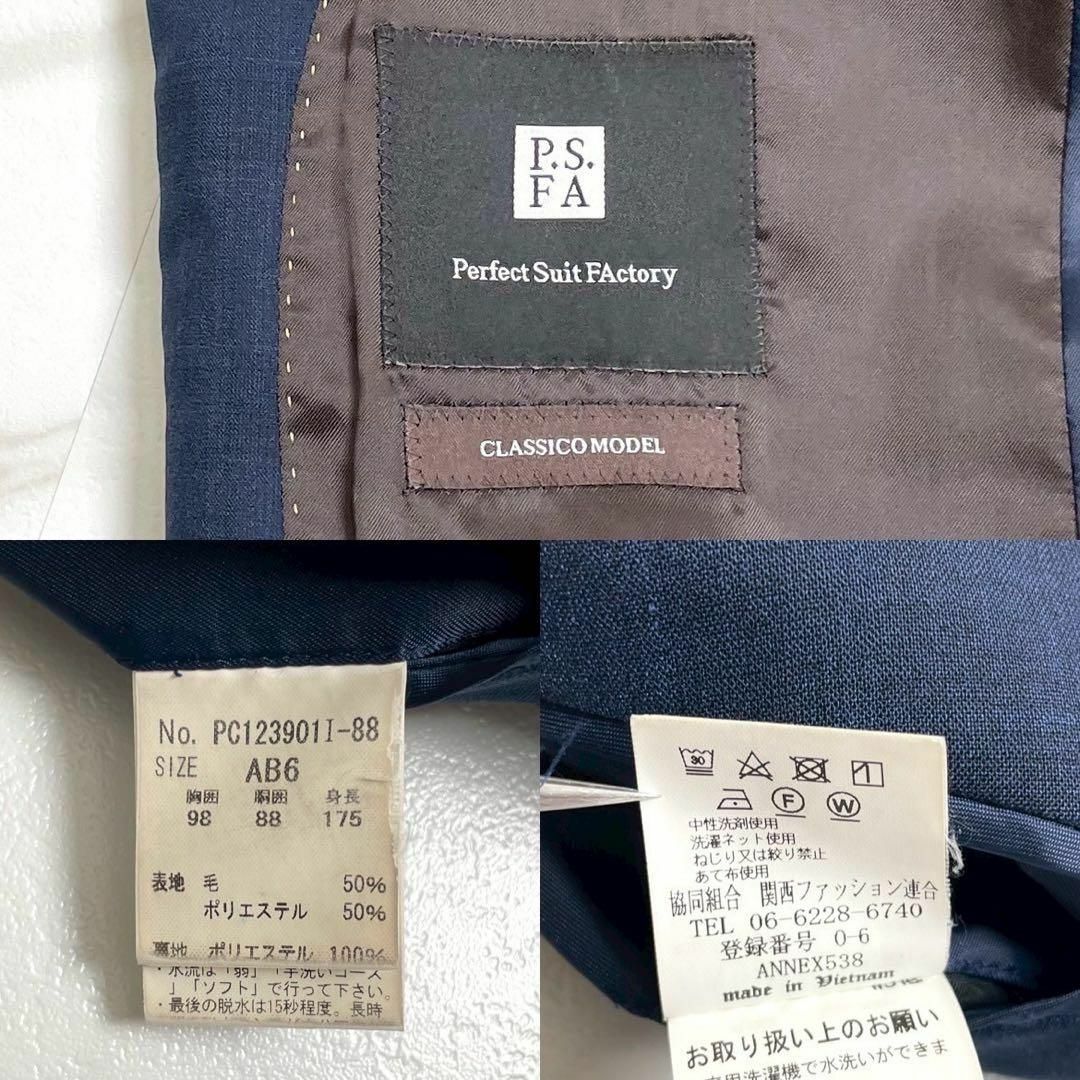 P.S.
FA
Perfect Suit FActory
CLASSICO MODEL
No. PC123901I-88
SIZE AB6
胸囲 胴囲 身長
98 88 175
表地 毛 50%
ポリエステル 50%
裏地 ポリエステル 100%
・水流は「弱」「手洗いコース
」「ソフト」で行って下さい。
・最後の脱水は15秒程度。長時
30
1
F W
中性洗剤使用
洗濯ネット使用
ねじり又は絞り禁止
あて布使用
協同組合 関西ファッション連合
TEL 06-6228-6740
登録番号 0-6
ANNEX538
made in Vietnam
お取り扱い上のお願い
家庭洗濯機で水洗いができま